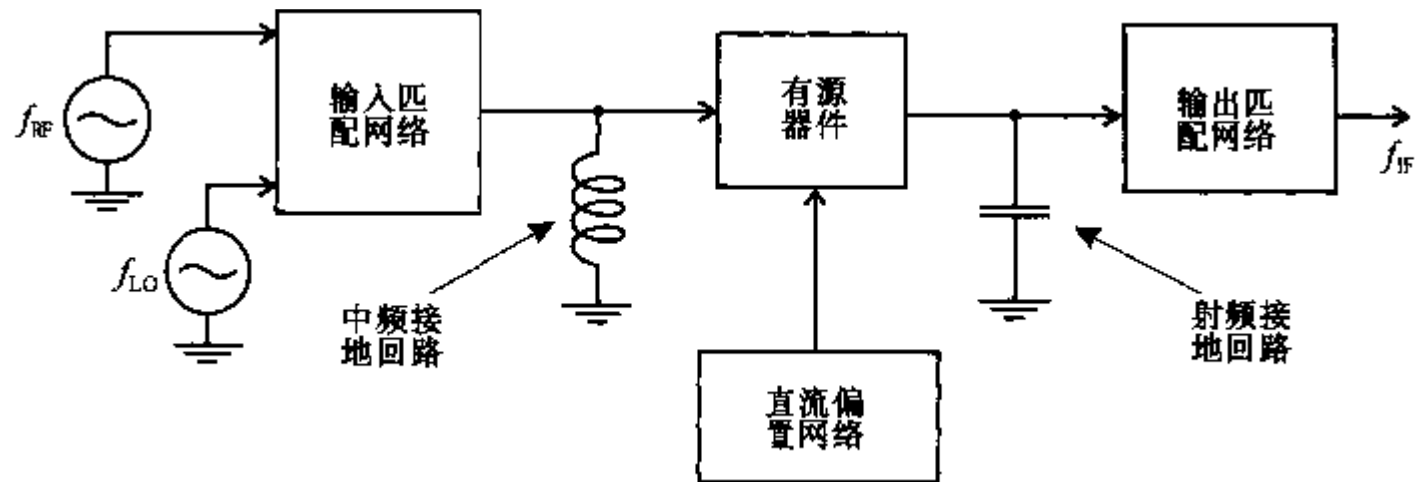 f_RF
输入匹
配网络
f_LO
中频接
地回路
有源
器件
直流偏
置网络
射频接
地回路
输出匹
配网络
f_IF